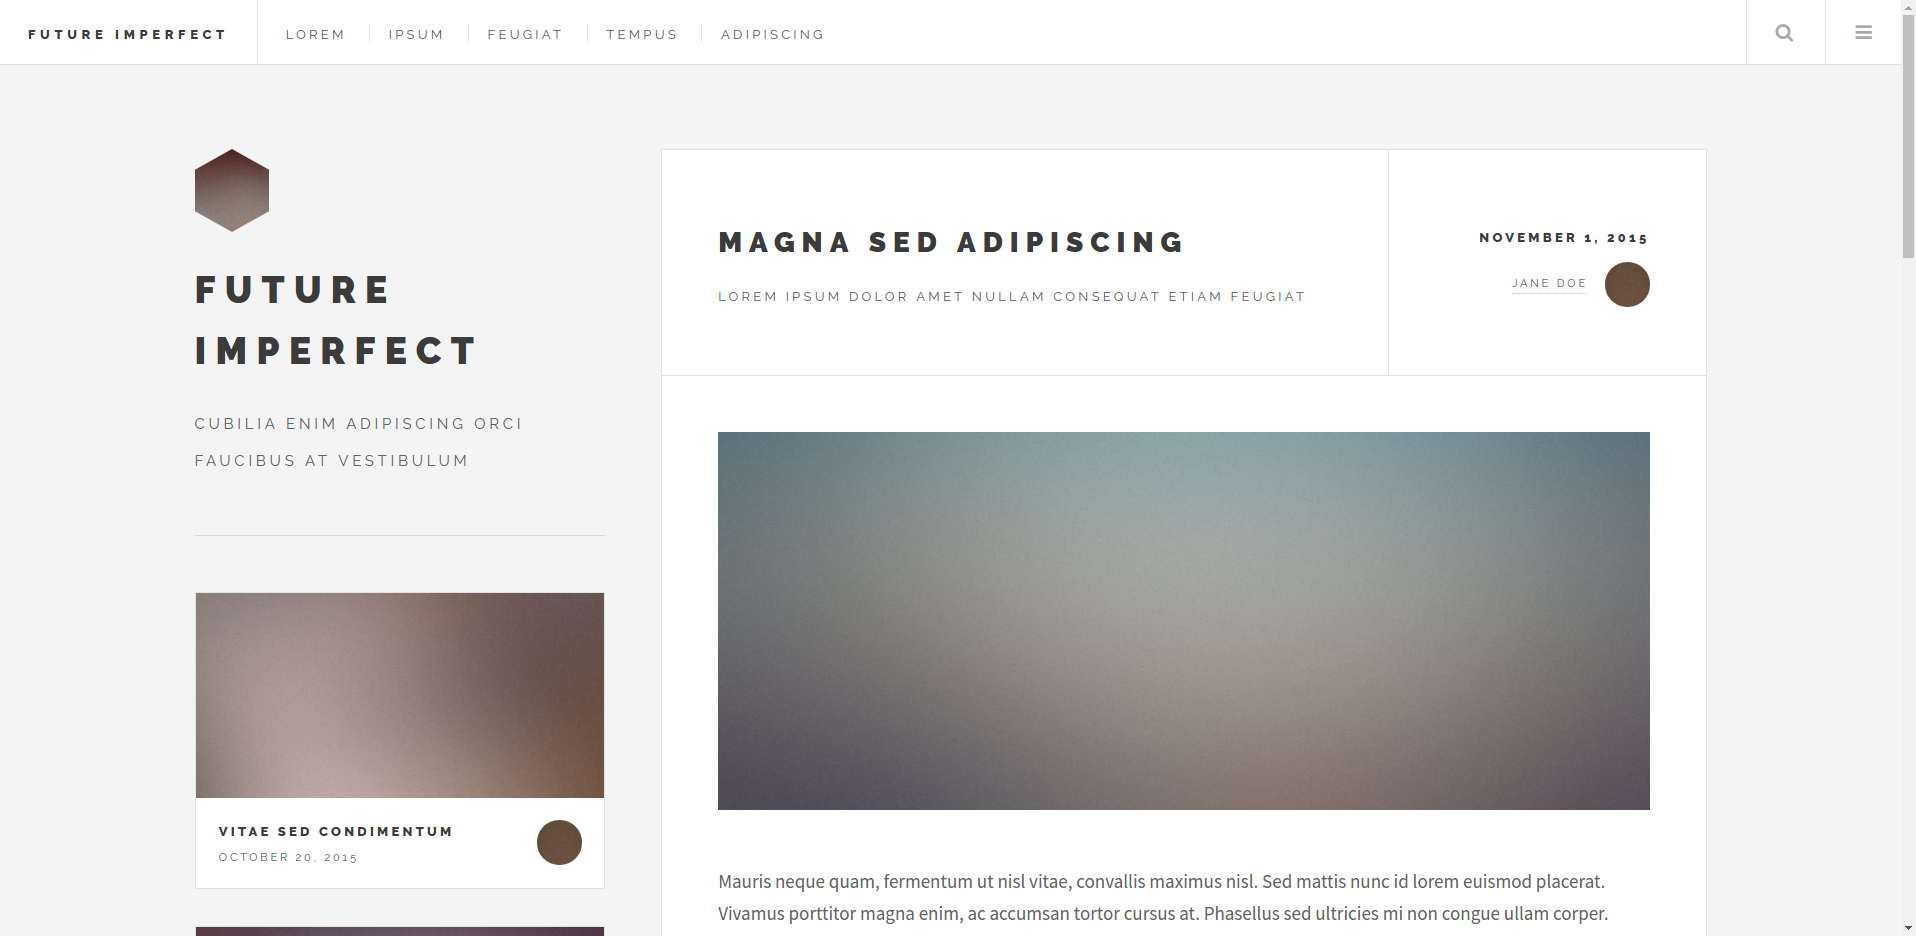 FUTURE IMPERFECT
LOREM
IPSUM
FEUGIAT
TEMPUS
ADIPISCING
FUTURE
IMPERFECT
CUBILIA ENIM ADIPISCING ORCI
FAUCIBUS AT VESTIBULUM
VITAE SED CONDIMENTUM
OCTOBER 20, 2015
MAGNA SED ADIPISCING
LOREM IPSUM DOLOR AMET NULLAM CONSEQUAT ETIAM FEUGIAT
NOVEMBER 1, 2015
JANE DOE
Mauris neque quam, fermentum ut nisl vitae, convallis maximus nisl. Sed mattis nunc id lorem euismod placerat.
Vivamus porttitor magna enim, ac accumsan tortor cursus at. Phasellus sed ultricies mi non congue ullam corper.